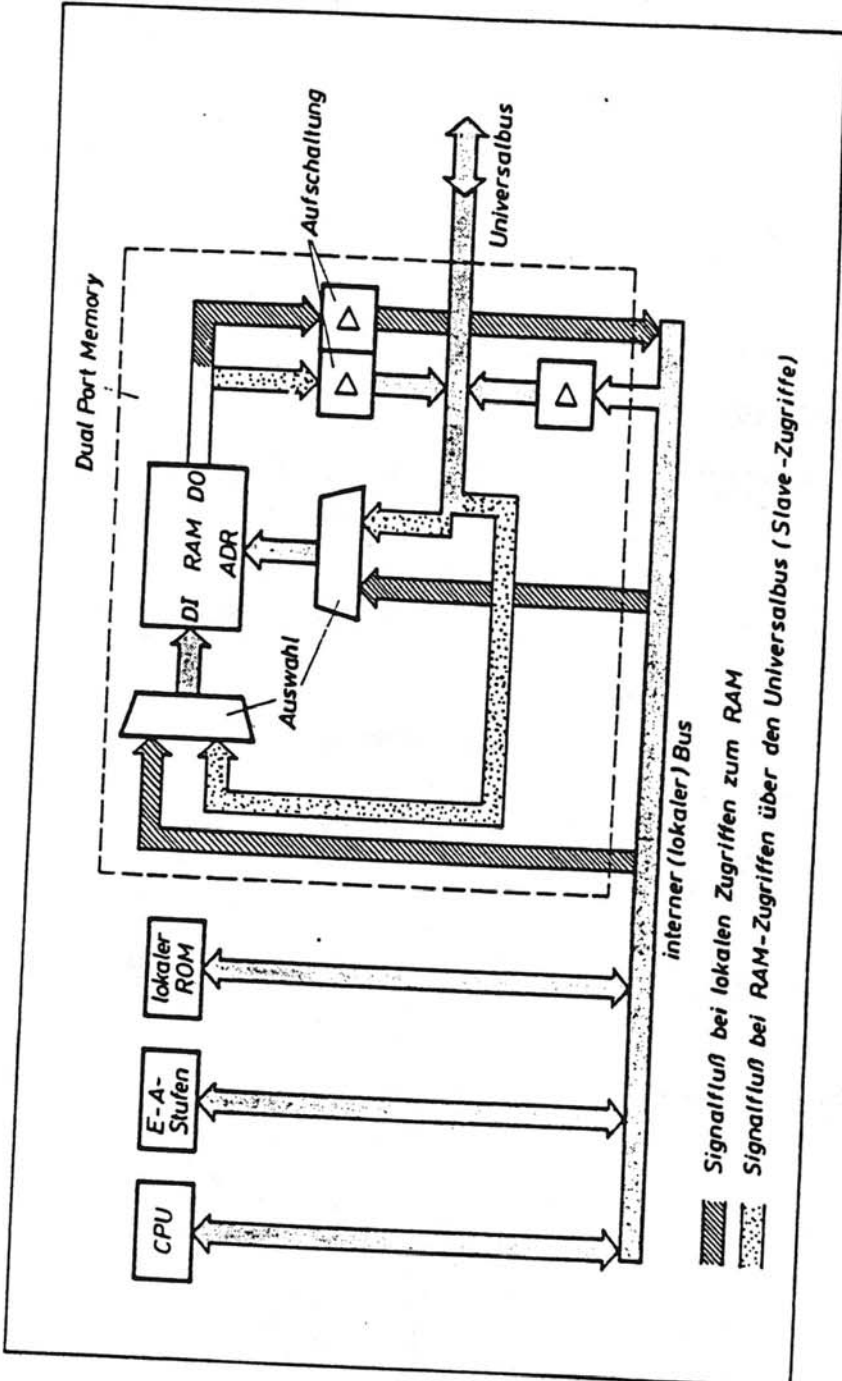 Dual Port Memory
CPU
E-A-
Stufen
lokaler
ROM
DI RAM DO
ADR
Auswahl
Aufschaltung
Universalbus
interner (lokaler) Bus
Signalfluß bei lokalen Zugriffen zum RAM
Signalfluß bei RAM-Zugriffen über den Universalbus (Slave-Zugriffe)